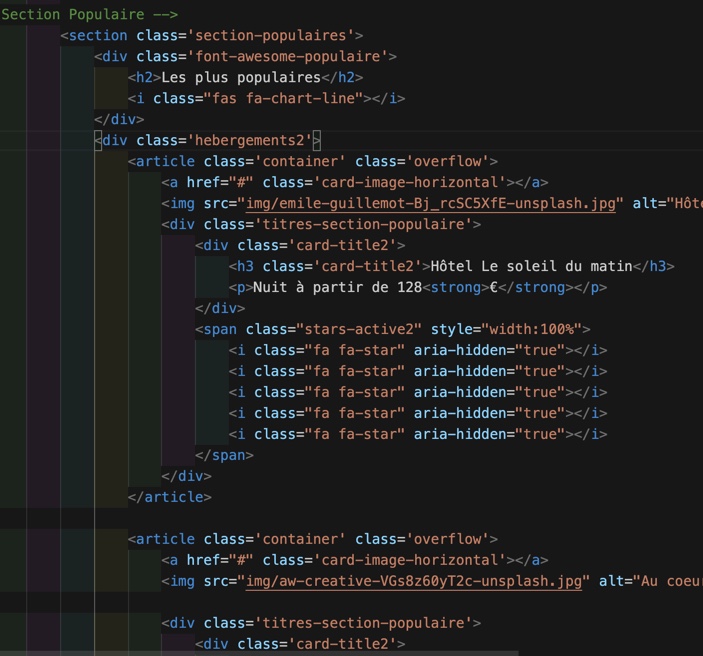 Section Populaire -->
<section class='section-populaires'>
<div class='font-awesome-populaire'>
<h2>Les plus populaires</h2>
<i class="fas fa-chart-line"></i>
</div>
<div class='hebergements2'>
<article class='container' class='overflow'>
<a href="#" class='card-image-horizontal'></a>
<img src="img/emile-guillemot-Bj_rcSC5XfE-unsplash.jpg" alt="Hôte
<div class='titres-section-populaire'>
<div class='card-title2'>
<h3 class='card-title2'>Hôtel Le soleil du matin</h3>
<p>Nuit à partir de 128<strong>€</strong></p>
</div>
<span class="stars-active2" style="width:100%">
<i class="fa fa-star" aria-hidden="true"></i>
<i class="fa fa-star" aria-hidden="true"></i>
<i class="fa fa-star" aria-hidden="true"></i>
<i class="fa fa-star" aria-hidden="true"></i>
<i class="fa fa-star" aria-hidden="true"></i>
</span>
</div>
</article>
<article class='container' class='overflow'>
<a href="#" class='card-image-horizontal'></a>
<img src="img/aw-creative-VGs8z60yT2c-unsplash.jpg" alt="Au coeur
<div class='titres-section-populaire'>
<div class='card-title2'>